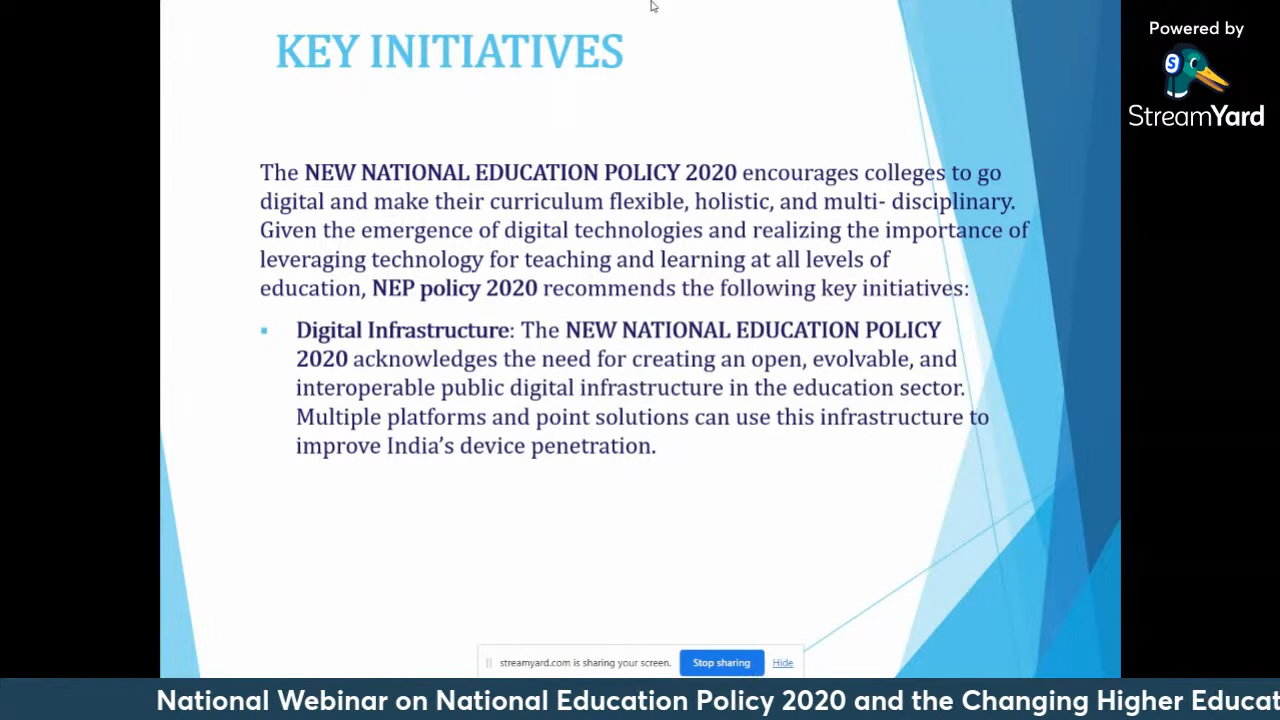 KEY INITIATIVES
Powered by
StreamYard
The NEW NATIONAL EDUCATION POLICY 2020 encourages colleges to go
digital and make their curriculum flexible, holistic, and multi- disciplinary.
Given the emergence of digital technologies and realizing the importance of
leveraging technology for teaching and learning at all levels of
education, NEP policy 2020 recommends the following key initiatives:
▪ Digital Infrastructure: The NEW NATIONAL EDUCATION POLICY
2020 acknowledges the need for creating an open, evolvable, and
interoperable public digital infrastructure in the education sector.
Multiple platforms and point solutions can use this infrastructure to
improve India's device penetration.
streamyard.com is sharing your screen. Stop sharing Hide
National Webinar on National Education Policy 2020 and the Changing Higher Educat